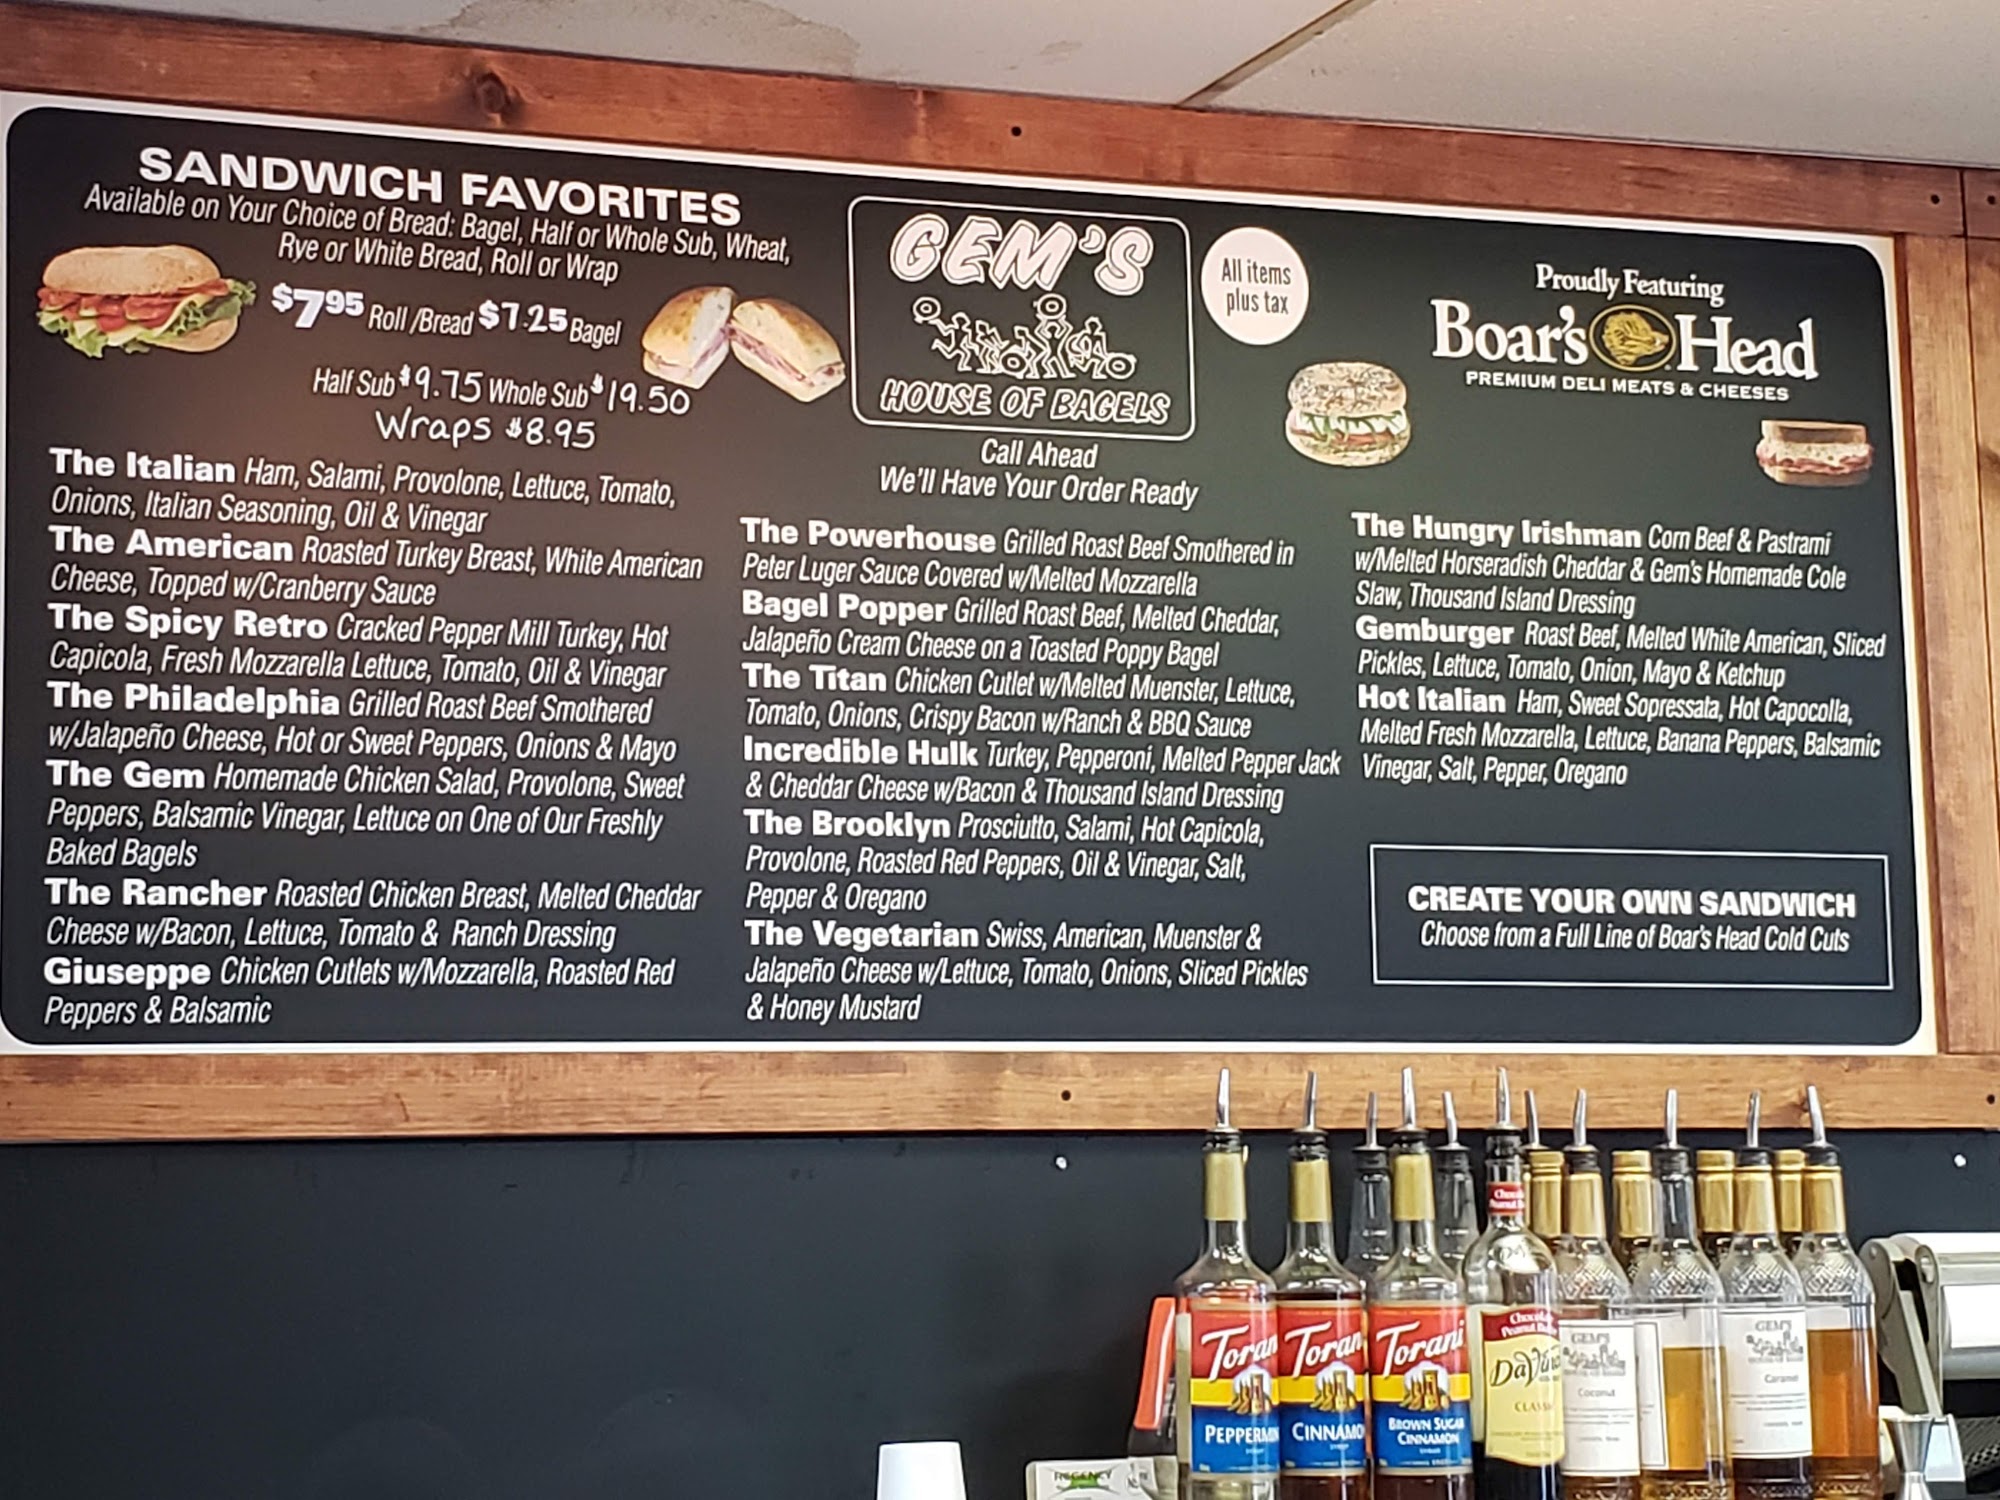 SANDWICH FAVORITES
Available on Your Choice of Bread: Bagel, Half or Whole Sub, Wheat,
Rye or White Bread, Roll or Wrap
$7.95 Roll/Bread $7.25 Bagel
Half Sub $9.75 Whole Sub $19.50
Wraps $8.95
The Italian Ham, Salami, Provolone, Lettuce, Tomato,
Onions, Italian Seasoning, Oil & Vinegar
The American Roasted Turkey Breast, White American
Cheese, Topped w/Cranberry Sauce
The Spicy Retro Cracked Pepper Mill Turkey, Hot
Capicola, Fresh Mozzarella Lettuce, Tomato, Oil & Vinegar
The Philadelphia Grilled Roast Beef Smothered
w/Jalapeño Cheese, Hot or Sweet Peppers, Onions & Mayo
The Gem Homemade Chicken Salad, Provolone, Sweet
Peppers, Balsamic Vinegar, Lettuce on One of Our Freshly
Baked Bagels
The Rancher Roasted Chicken Breast, Melted Cheddar
Cheese w/Bacon, Lettuce, Tomato & Ranch Dressing
Giuseppe Chicken Cutlets w/Mozzarella, Roasted Red
Peppers & Balsamic
GEM'S
HOUSE OF BAGELS
All items
plus tax
Call Ahead
We'll Have Your Order Ready
The Powerhouse Grilled Roast Beef Smothered in
Peter Luger Sauce Covered w/Melted Mozzarella
Bagel Popper Grilled Roast Beef, Melted Cheddar,
Jalapeño Cream Cheese on a Toasted Poppy Bagel
The Titan Chicken Cutlet w/Melted Muenster, Lettuce,
Tomato, Onions, Crispy Bacon w/Ranch & BBQ Sauce
Incredible Hulk Turkey, Pepperoni, Melted Pepper Jack
& Cheddar Cheese w/Bacon & Thousand Island Dressing
The Brooklyn Prosciutto, Salami, Hot Capicola,
Provolone, Roasted Red Peppers, Oil & Vinegar, Salt,
Pepper & Oregano
The Vegetarian Swiss, American, Muenster &
Jalapeño Cheese w/Lettuce, Tomato, Onions, Sliced Pickles
& Honey Mustard
Proudly Featuring
Boar's Head
PREMIUM DELI MEATS & CHEESES
The Hungry Irishman Corn Beef & Pastrami
w/Melted Horseradish Cheddar & Gem's Homemade Cole
Slaw, Thousand Island Dressing
Gemburger Roast Beef, Melted White American, Sliced
Pickles, Lettuce, Tomato, Onion, Mayo & Ketchup
Hot Italian Ham, Sweet Sopressata, Hot Capocolla,
Melted Fresh Mozzarella, Lettuce, Banana Peppers, Balsamic
Vinegar, Salt, Pepper, Oregano
CREATE YOUR OWN SANDWICH
Choose from a Full Line of Boar's Head Cold Cuts
Torani
PEPPERMIN
Torani
CINNAMO
Torani
BROWN SUGAR
CINNAMON
DaVinci
CLASSIC
GEM'S
Coconut
GEM'S
Caramel
REGENCY